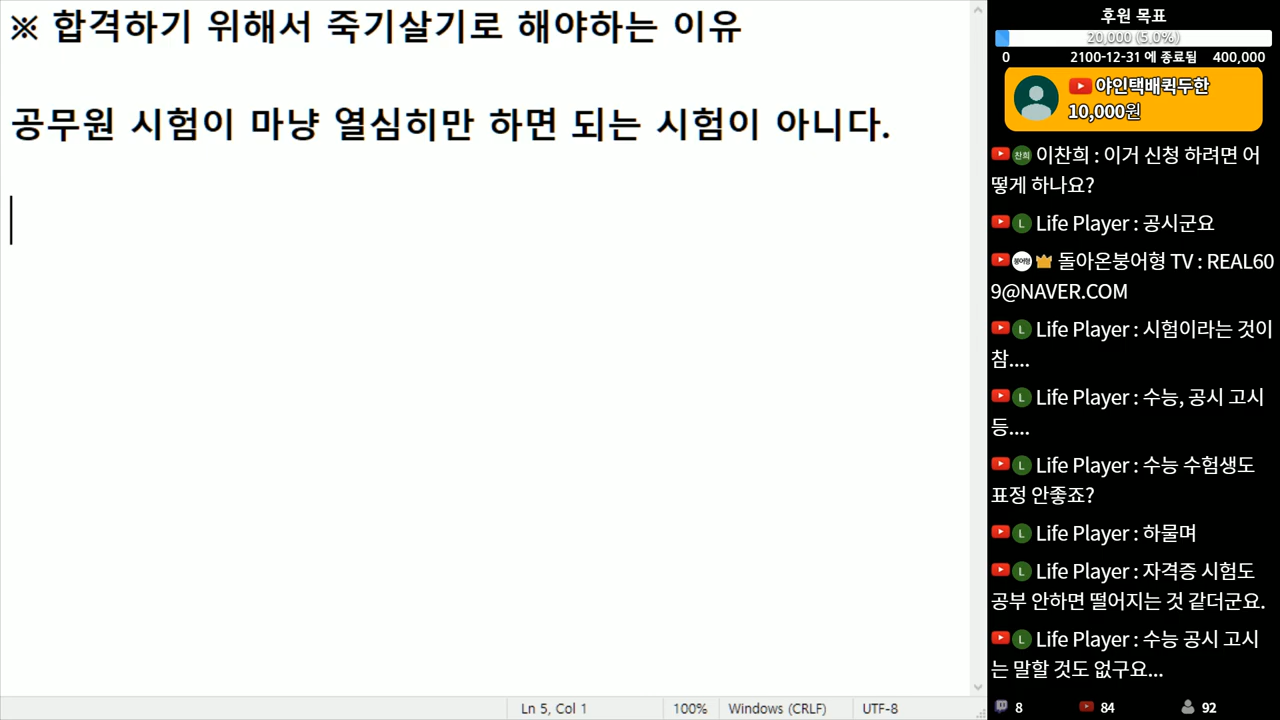 ※ 합격하기 위해서 죽기살기로 해야하는 이유
공무원 시험이 마냥 열심히만 하면 되는 시험이 아니다.
Ln 5, Col 1
100%
Windows (CRLF)
UTF-8
후원 목표
20,000 (5.0%)
0 2100-12-31 에 종료됨 400,000
야인택배퀵두한
10,000원
찬희 이찬희 : 이거 신청 하려면 어
떻게 하나요?
L Life Player : 공시군요
붕어형 돌아온붕어형 TV : REAL60
9@NAVER.COM
L Life Player : 시험이라는 것이
참....
L Life Player : 수능, 공시 고시
등....
L Life Player : 수능 수험생도
표정 안좋죠?
L Life Player : 하물며
L Life Player : 자격증 시험도
공부 안하면 떨어지는 것 같더군요.
L Life Player : 수능 공시 고시
는 말할 것도 없구요...
8 84 92